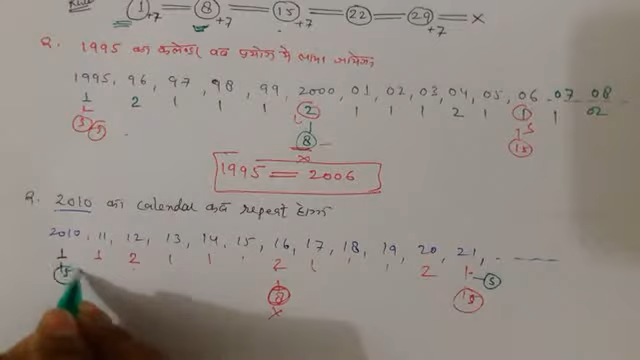 1 = 8 = 15 = 22 = 29 = ×
+7 +7 +7 +7
Q. 1995 का कलेन्डर कब प्रयोग में लाया जायेगा
1995, 96, 97, 98, 99, 2000, 01, 02, 03, 04, 05, 06, 07, 08
1 2 1 1 1 2 1 1 1 2 1 1 1 02
8
15
×
1995 = 2006
Q. 2010 का Calendar कब repeat होगा
2010, 11, 12, 13, 14, 15, 16, 17, 18, 19, 20, 21,
1 1 2 1 1 2 1 1 2 1
8
15
×